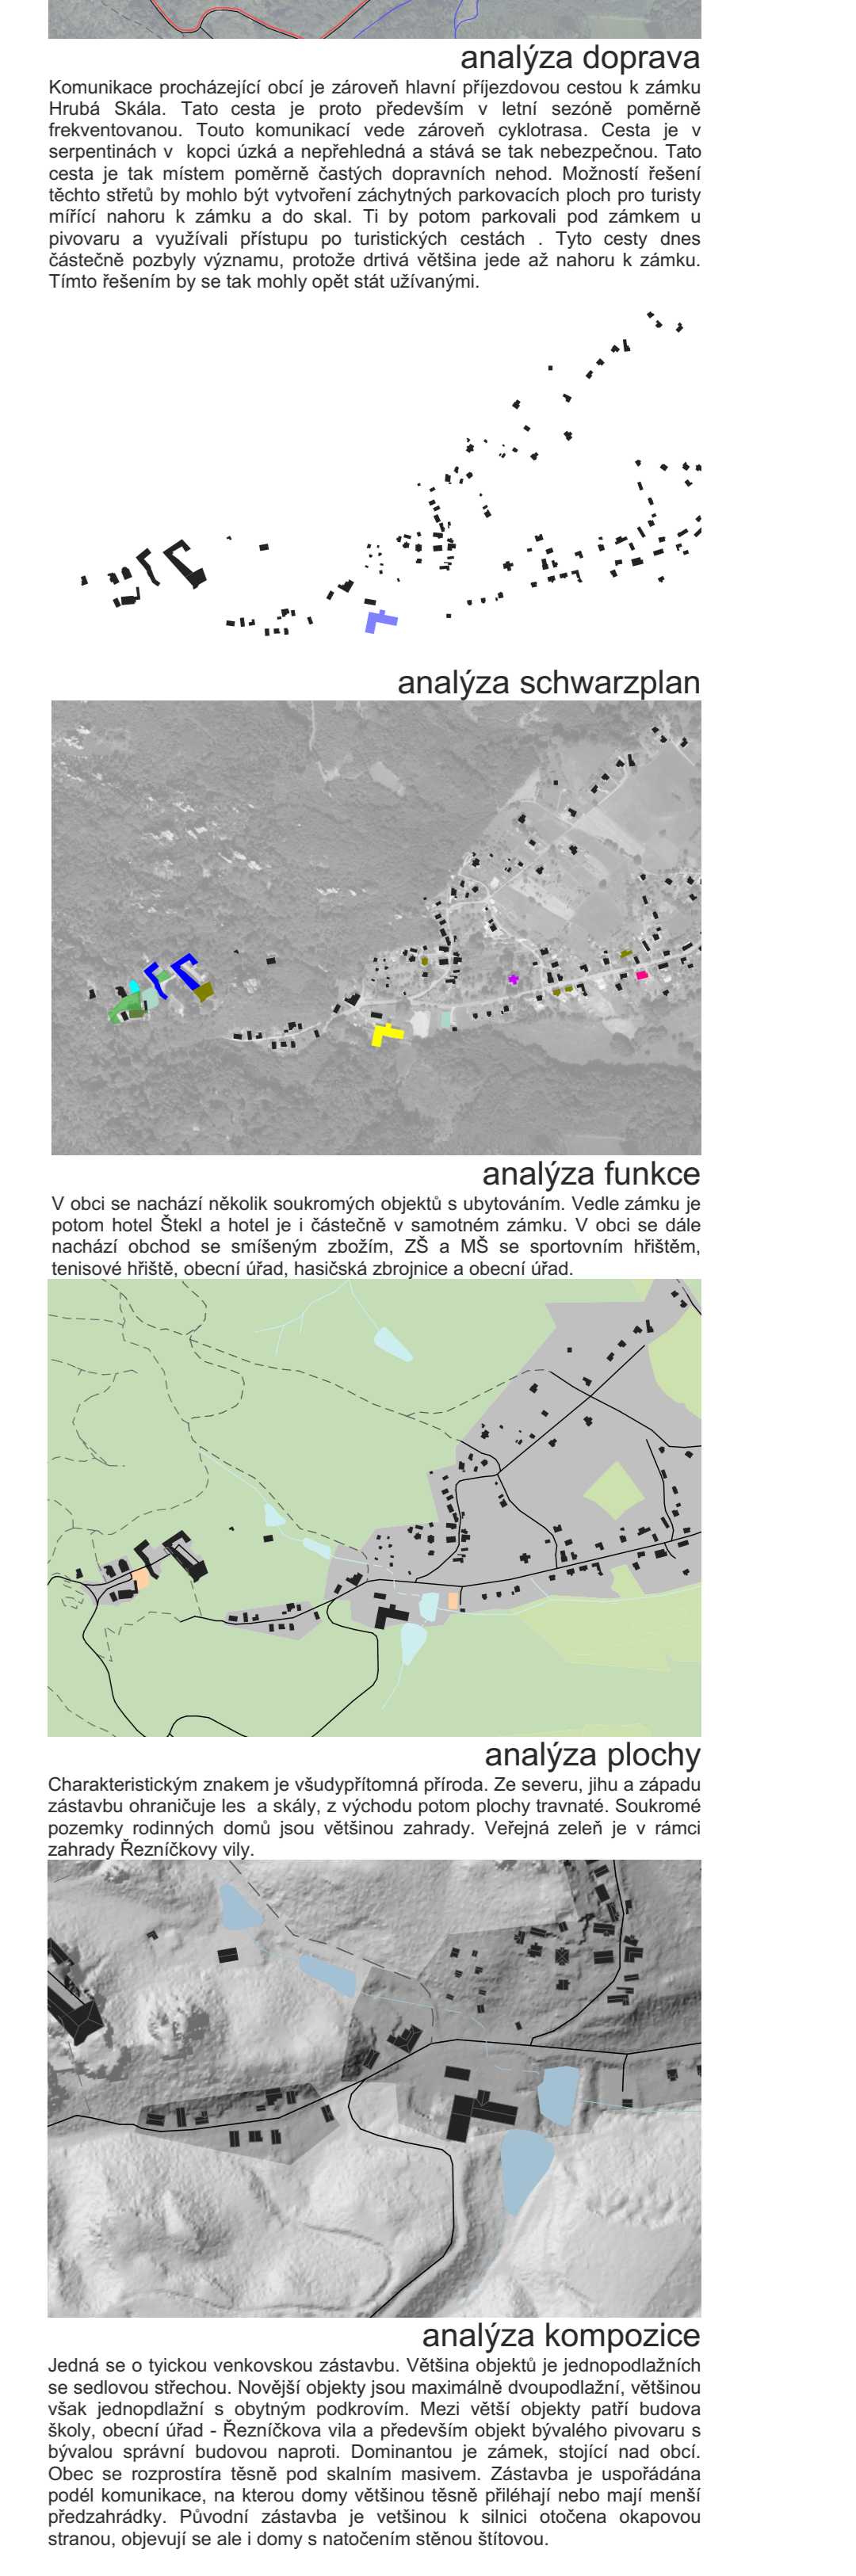 analýza doprava
Komunikace procházející obcí je zároveň hlavní příjezdovou cestou k zámku
Hrubá Skála. Tato cesta je proto především v letní sezóně poměrně
frekventovanou. Touto komunikací vede zároveň cyklotrasa. Cesta je v
serpentinách v kopci úzká a nepřehledná a stává se tak nebezpečnou. Tato
cesta je tak místem poměrně častých dopravních nehod. Možností řešení
těchto střetů by mohlo být vytvoření záchytných parkovacích ploch pro turisty
mířící nahoru k zámku a do skal. Ti by potom parkovali pod zámkem u
pivovaru a využívali přístupu po turistických cestách . Tyto cesty dnes
částečně pozbyly významu, protože drtivá většina jede až nahoru k zámku.
Tímto řešením by se tak mohly opět stát užívanými.
analýza schwarzplan
analýza funkce
V obci se nachází několik soukromých objektů s ubytováním. Vedle zámku je
potom hotel Štekl a hotel je i částečně v samotném zámku. V obci se dále
nachází obchod se smíšeným zbožím, ZŠ a MŠ se sportovním hřištěm,
tenisové hřiště, obecní úřad, hasičská zbrojnice a obecní úřad.
analýza plochy
Charakteristickým znakem je všudypřítomná příroda. Ze severu, jihu a západu
zástavbu ohraničuje les a skály, z východu potom plochy travnaté. Soukromé
pozemky rodinných domů jsou většinou zahrady. Veřejná zeleň je v rámci
zahrady Řezníčkovy vily.
analýza kompozice
Jedná se o tyickou venkovskou zástavbu. Většina objektů je jednopodlažních
se sedlovou střechou. Novější objekty jsou maximálně dvoupodlažní, většinou
však jednopdlažní s obytným podkrovím. Mezi větší objekty patří budova
školy, obecní úřad - Řezníčkova vila a především objekt bývalého pivovaru s
bývalou správní budovou naproti. Dominantou je zámek, stojící nad obcí.
Obec se rozprostíra těsně pod skalním masivem. Zástavba je uspořádána
podél komunikace, na kterou domy většinou těsně přiléhají nebo mají menší
předzahrádky. Původní zástavba je vetšinou k silnici otočena okapovou
stranou, objevují se ale i domy s natočením stěnou štítovou.